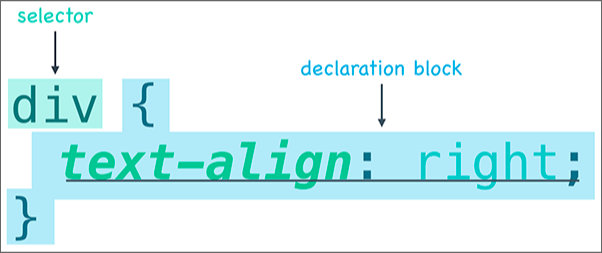 selector
declaration block
div {
text-align: right;
}